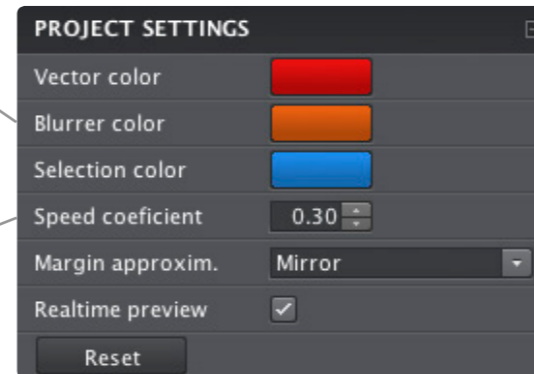 PROJECT SETTINGS
Vector color
Blurrer color
Selection color
Speed coeficient 0.30
Margin approxim. Mirror
Realtime preview
Reset